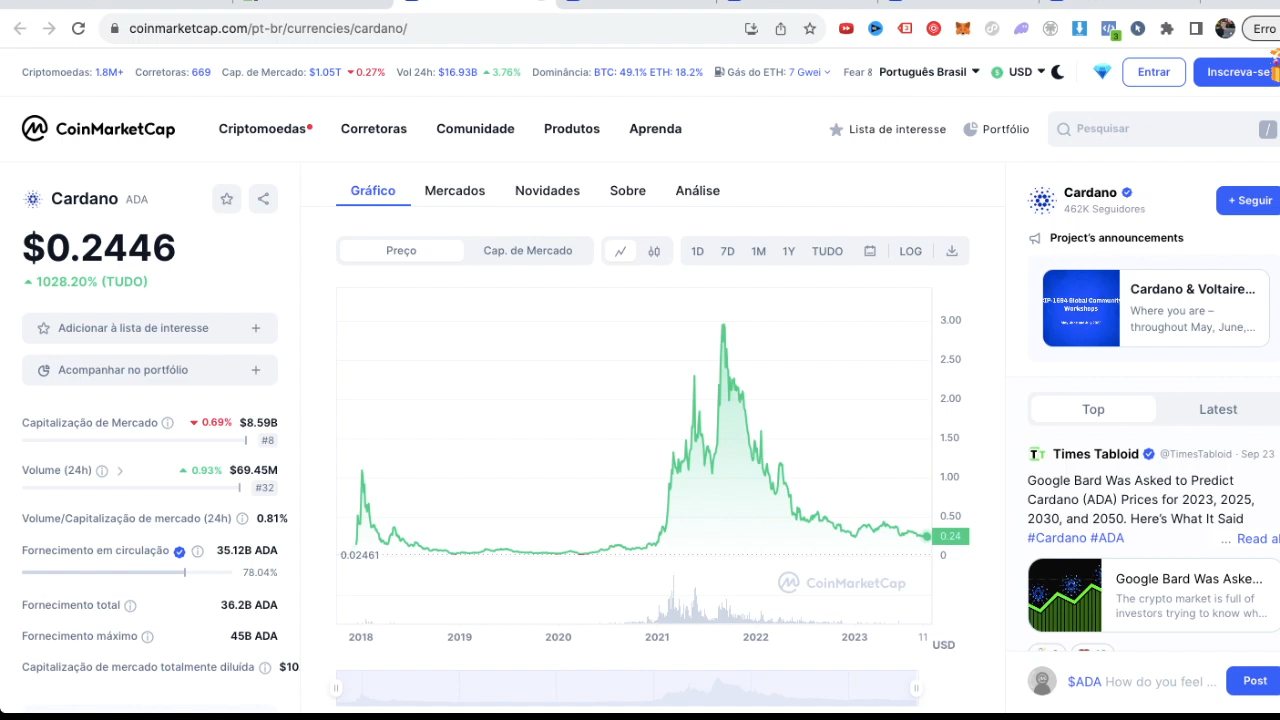 coinmarketcap.com/pt-br/currencies/cardano/
3
Erro
Criptomoedas: 1.8M+ Corretoras: 669 Cap. de Mercado: $1.05T 0.27% Vol 24h: $16.93B 3.76% Dominância: BTC: 49.1% ETH: 18.2% Gás do ETH: 7 Gwei Fear & Português Brasil USD Entrar Inscreva-se
CoinMarketCap Criptomoedas Corretoras Comunidade Produtos Aprenda Lista de interesse Portfólio Pesquisar /
Cardano ADA
$0.2446
1028.20% (TUDO)
Adicionar à lista de interesse +
Acompanhar no portfólio +
Capitalização de Mercado 0.69% $8.59B
#8
Volume (24h) 0.93% $69.45M
#32
Volume/Capitalização de mercado (24h) 0.81%
Fornecimento em circulação 35.12B ADA
78.04%
Fornecimento total 36.2B ADA
Fornecimento máximo 45B ADA
Capitalização de mercado totalmente diluída $10
Gráfico Mercados Novidades Sobre Análise
Preço Cap. de Mercado 1D 7D 1M 1Y TUDO LOG
3.00
2.50
2.00
1.50
1.00
0.50
0.24
0
0.02461
CoinMarketCap
2018 2019 2020 2021 2022 2023 11
USD
Cardano
462K Seguidores
+ Seguir
Project's announcements
Global Community
Workshops
Cardano & Voltaire...
Where you are –
throughout May, June,...
Top Latest
Times Tabloid @TimesTabloid · Sep 23
Google Bard Was Asked to Predict
Cardano (ADA) Prices for 2023, 2025,
2030, and 2050. Here's What It Said
#Cardano #ADA ... Read al
Google Bard Was Aske...
The crypto market is full of
investors trying to know wh...
$ADA How do you feel ... Post